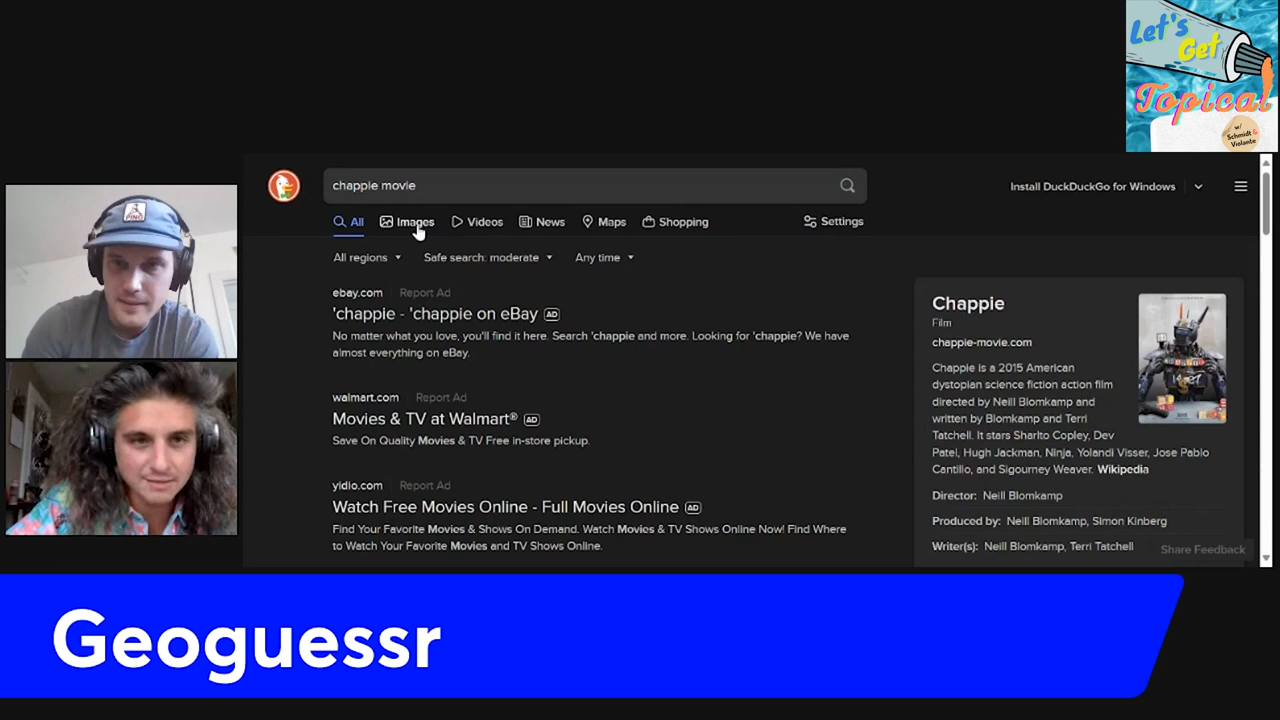 Let's
Get
Topical
w/
Schmidt &
Violante
chappie movie
Install DuckDuckGo for Windows
All
Images
Videos
News
Maps
Shopping
Settings
All regions
Safe search: moderate
Any time
ebay.com Report Ad
'chappie - 'chappie on eBay AD
No matter what you love, you'll find it here. Search 'chappie and more. Looking for 'chappie? We have
almost everything on eBay.
walmart.com Report Ad
Movies & TV at Walmart® AD
Save On Quality Movies & TV Free in-store pickup.
yidio.com Report Ad
Watch Free Movies Online - Full Movies Online AD
Find Your Favorite Movies & Shows On Demand. Watch Movies & TV Shows Online Now! Find Where
to Watch Your Favorite Movies and TV Shows Online.
Chappie
Film
chappie-movie.com
Chappie is a 2015 American
dystopian science fiction action film
directed by Neill Blomkamp and
written by Blomkamp and Terri
Tatchell. It stars Sharlto Copley, Dev
Patel, Hugh Jackman, Ninja, Yolandi Visser, Jose Pablo
Cantillo, and Sigourney Weaver. Wikipedia
Director: Neill Blomkamp
Produced by: Neill Blomkamp, Simon Kinberg
Writer(s): Neill Blomkamp, Terri Tatchell
Share Feedback
PING
Geoguessr